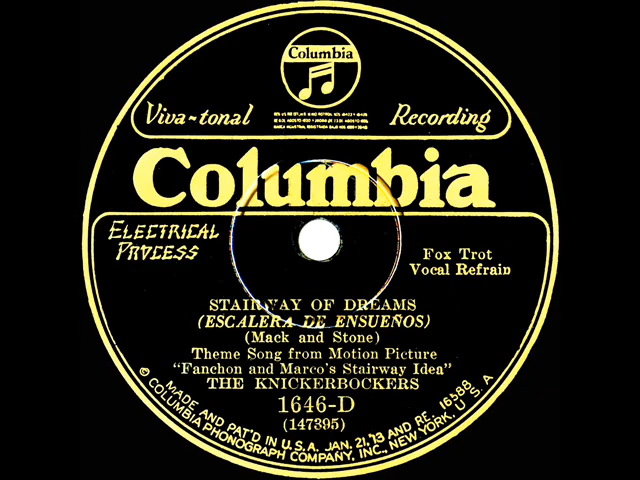 Columbia
Viva-tonal Recording
Columbia
ELECTRICAL
PROCESS
Fox Trot
Vocal Refrain
STAIRWAY OF DREAMS
(ESCALERA DE ENSUEÑOS)
(Mack and Stone)
Theme Song from Motion Picture
"Fanchon and Marco's Stairway Idea"
THE KNICKERBOCKERS
1646-D
(147395)
MADE AND PAT'D IN U.S.A. JAN. 21, '13 AND RE. 16588
© COLUMBIA PHONOGRAPH COMPANY, INC., NEW YORK, U.S.A